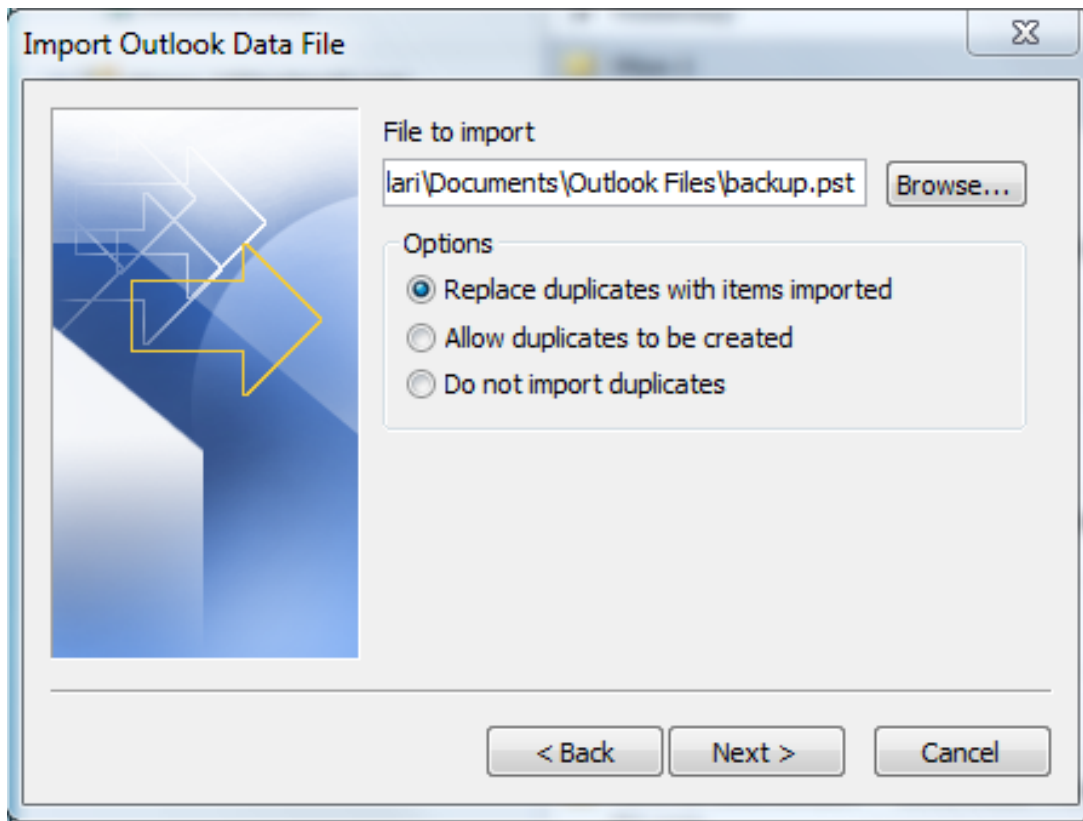 Import Outlook Data File
File to import
lari\Documents\Outlook Files\backup.pst
Browse...
Options
Replace duplicates with items imported
Allow duplicates to be created
Do not import duplicates
< Back
Next >
Cancel